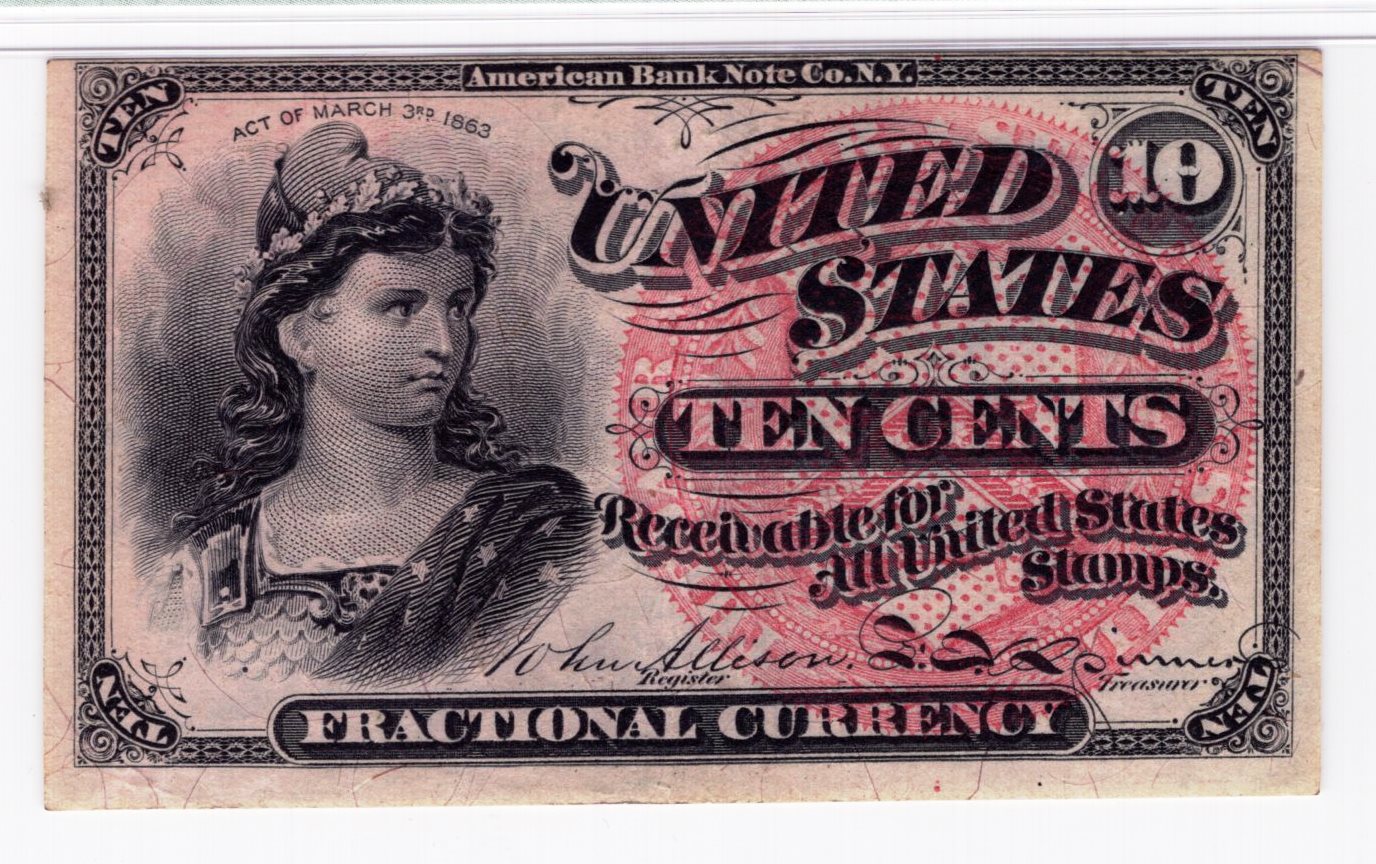 American Bank Note Co. N.Y.
TEN
TEN
ACT OF MARCH 3RD 1863
10
UNITED
STATES
TEN CENTS
Receivable for
All United States
Stamps.
John Allison.
Register
F. E. Spinner
Treasurer
TEN
TEN
FRACTIONAL CURRENCY